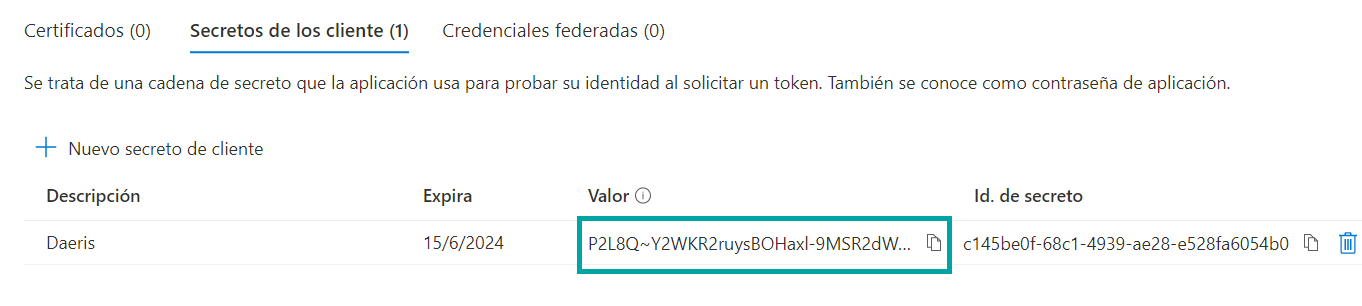 Certificados (0) Secretos de los cliente (1) Credenciales federadas (0)
Se trata de una cadena de secreto que la aplicación usa para probar su identidad al solicitar un token. También se conoce como contraseña de aplicación.
Nuevo secreto de cliente
Descripción Expira Valor Id. de secreto
Daeris 15/6/2024 P2L8Q~Y2WKR2ruysBOHaxl-9MSR2dW... c145be0f-68c1-4939-ae28-e528fa6054b0